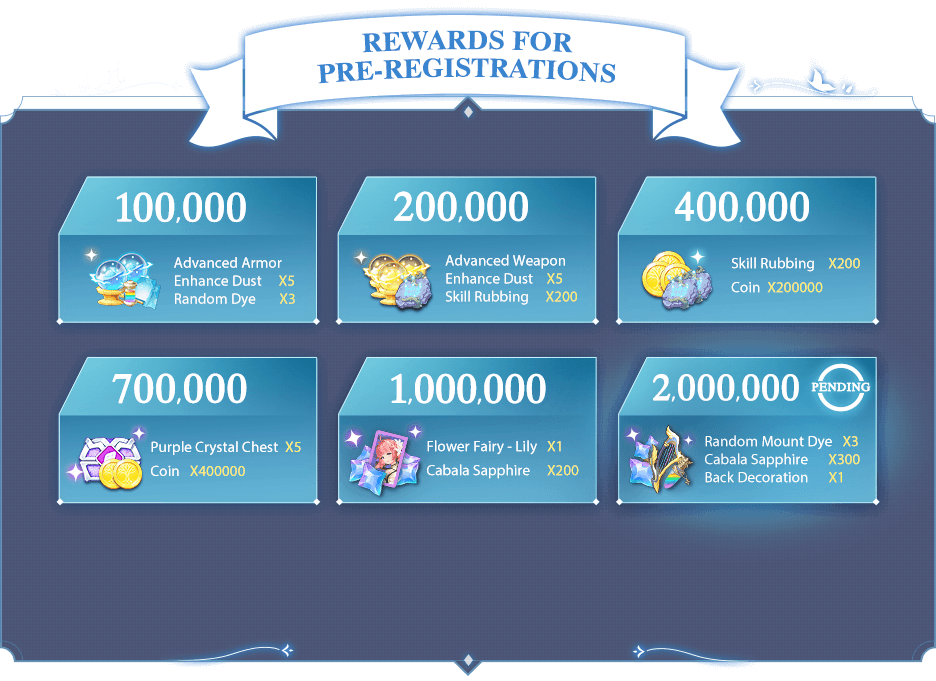 REWARDS FOR
PRE-REGISTRATIONS
100,000
Advanced Armor
Enhance Dust X5
Random Dye X3
200,000
Advanced Weapon
Enhance Dust X5
Skill Rubbing X200
400,000
Skill Rubbing X200
Coin X200000
700,000
Purple Crystal Chest X5
Coin X400000
1,000,000
Flower Fairy - Lily X1
Cabala Sapphire X200
2,000,000 PENDING
Random Mount Dye X3
Cabala Sapphire X300
Back Decoration X1